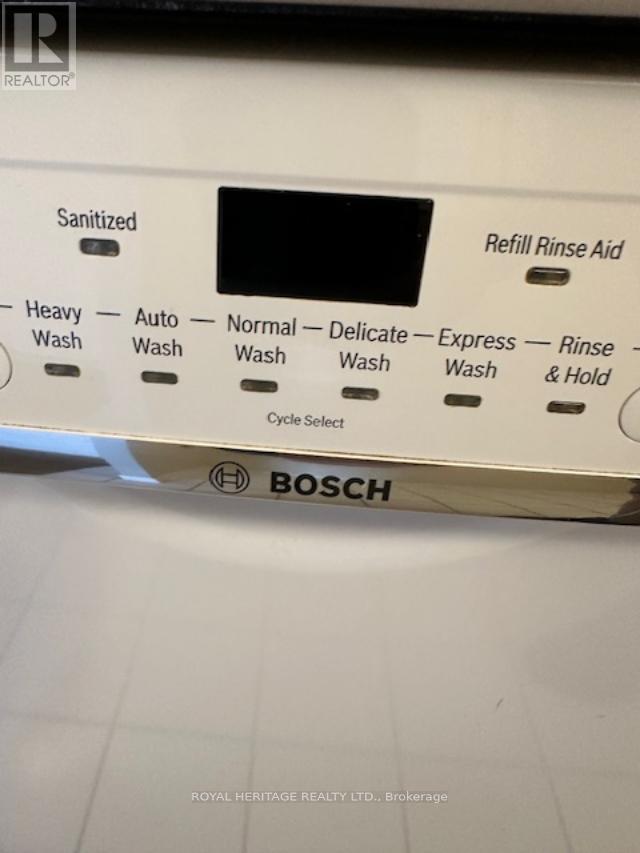 R
REALTOR®
Sanitized
Refill Rinse Aid
Heavy Wash
Auto Wash
Normal Wash
Delicate Wash
Express Wash
Rinse & Hold
Cycle Select
BOSCH
ROYAL HERITAGE REALTY LTD., Brokerage